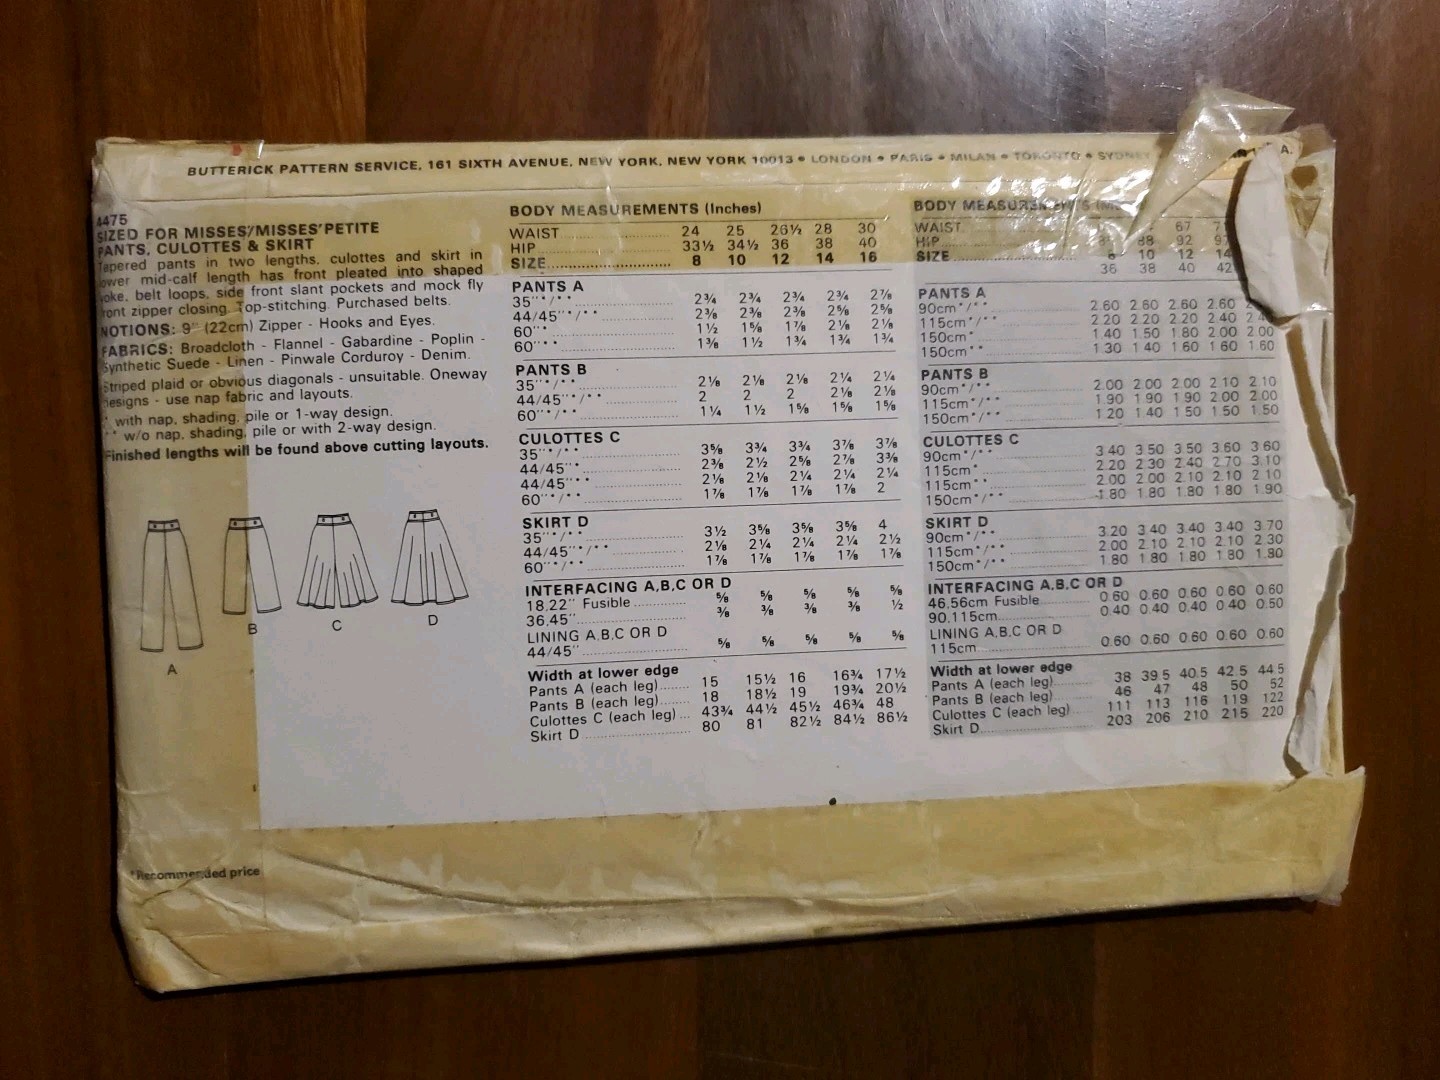 BUTTERICK PATTERN SERVICE, 161 SIXTH AVENUE, NEW YORK, NEW YORK 10013 • LONDON • PARIS • MILAN • TORONTO • SYDNEY
4475
SIZED FOR MISSES'/MISSES'PETITE
PANTS, CULOTTES & SKIRT
Tapered pants in two lengths, culottes and skirt in
lower mid-calf length has front pleated into shaped
yoke, belt loops, side front slant pockets and mock fly
front zipper closing. Top-stitching. Purchased belts.
NOTIONS: 9" (22cm) Zipper - Hooks and Eyes.
FABRICS: Broadcloth - Flannel - Gabardine - Poplin -
Synthetic Suede - Linen - Pinwale Corduroy - Denim.
Striped plaid or obvious diagonals - unsuitable. Oneway
designs - use nap fabric and layouts.
* with nap, shading, pile or 1-way design.
** w/o nap, shading, pile or with 2-way design.
Finished lengths will be found above cutting layouts.
A
B
C
D
*Recommended price
BODY MEASUREMENTS (Inches)
WAIST 24 25 26½ 28 30
HIP 33½ 34½ 36 38 40
SIZE 8 10 12 14 16
PANTS A
35"*/** 2¾ 2¾ 2¾ 2¾ 2⅞
44/45"*/** 2⅜ 2⅜ 2⅜ 2⅝ 2⅝
60"* 1½ 1⅝ 1⅞ 2⅛ 2⅛
60"** 1⅜ 1½ 1¾ 1¾ 1¾
PANTS B
35"*/** 2⅛ 2⅛ 2⅛ 2¼ 2¼
44/45"*/** 2 2 2 2⅛ 2⅛
60"*/** 1¼ 1½ 1⅝ 1⅝ 1⅝
CULOTTES C
35"*/** 3⅝ 3¾ 3¾ 3⅞ 3⅞
44/45"* 2⅜ 2½ 2⅝ 2⅞ 3⅜
44/45"** 2⅛ 2⅛ 2¼ 2¼ 2¼
60"*/** 1⅞ 1⅞ 1⅞ 1⅞ 2
SKIRT D
35"*/** 3½ 3⅝ 3⅝ 3⅝ 4
44/45"*/** 2⅛ 2¼ 2¼ 2¼ 2½
60"*/** 1⅞ 1⅞ 1⅞ 1⅞ 1⅞
INTERFACING A,B,C OR D
18,22" Fusible ⅝ ⅝ ⅝ ⅝ ⅝
36,45" ⅜ ⅜ ⅜ ⅜ ½
LINING A,B,C OR D
44/45" ⅝ ⅝ ⅝ ⅝ ⅝
Width at lower edge
Pants A (each leg) 15 15½ 16 16¾ 17½
Pants B (each leg) 18 18½ 19 19¾ 20½
Culottes C (each leg) 43¾ 44½ 45½ 46¾ 48
Skirt D 80 81 82½ 84½ 86½
BODY MEASUREMENTS
WAIST 67
HIP 88 92 97
SIZE 8 10 12 14
36 38 40 42
PANTS A
90cm*/** 2.60 2.60 2.60 2.60
115cm*/** 2.20 2.20 2.20 2.40 2.40
150cm* 1.40 1.50 1.80 2.00 2.00
150cm** 1.30 1.40 1.60 1.60 1.60
PANTS B
90cm*/** 2.00 2.00 2.00 2.10 2.10
115cm*/** 1.90 1.90 1.90 2.00 2.00
150cm*/** 1.20 1.40 1.50 1.50 1.50
CULOTTES C
90cm*/** 3.40 3.50 3.50 3.60 3.60
115cm* 2.20 2.30 2.40 2.70 3.10
115cm** 2.00 2.00 2.10 2.10 2.10
150cm*/** 1.80 1.80 1.80 1.80 1.90
SKIRT D
90cm*/** 3.20 3.40 3.40 3.40 3.70
115cm*/** 2.00 2.10 2.10 2.10 2.30
150cm*/** 1.80 1.80 1.80 1.80 1.80
INTERFACING A,B,C OR D
46,56cm Fusible 0.60 0.60 0.60 0.60 0.60
90,115cm 0.40 0.40 0.40 0.40 0.50
LINING A,B,C OR D
115cm 0.60 0.60 0.60 0.60 0.60
Width at lower edge
Pants A (each leg) 38 39.5 40.5 42.5 44.5
Pants B (each leg) 46 47 48 50 52
Culottes C (each leg) 111 113 116 119 122
Skirt D 203 206 210 215 220